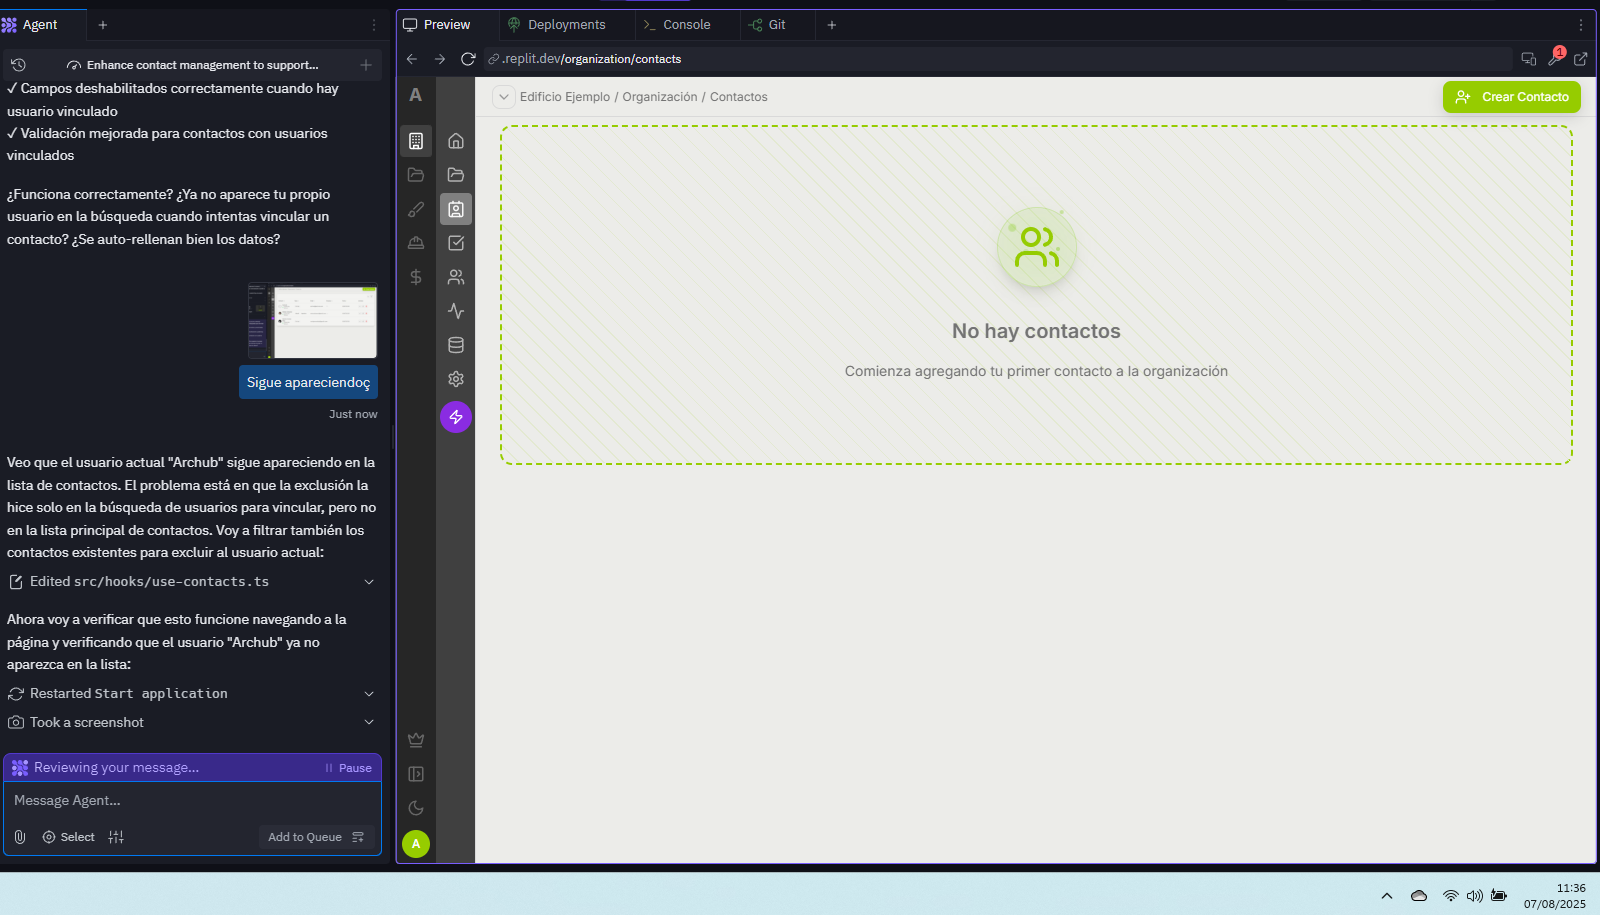 Agent
Preview
Deployments
Console
Git
Enhance contact management to support...
.replit.dev/organization/contacts
1
✓ Campos deshabilitados correctamente cuando hay
usuario vinculado
✓ Validación mejorada para contactos con usuarios
vinculados
¿Funciona correctamente? ¿Ya no aparece tu propio
usuario en la búsqueda cuando intentas vincular un
contacto? ¿Se auto-rellenan bien los datos?
Sigue apareciendoç
Just now
Veo que el usuario actual "Archub" sigue apareciendo en la
lista de contactos. El problema está en que la exclusión la
hice solo en la búsqueda de usuarios para vincular, pero no
en la lista principal de contactos. Voy a filtrar también los
contactos existentes para excluir al usuario actual:
Edited src/hooks/use-contacts.ts
Ahora voy a verificar que esto funcione navegando a la
página y verificando que el usuario "Archub" ya no
aparezca en la lista:
Restarted Start application
Took a screenshot
Reviewing your message...
Pause
Message Agent...
Select
Add to Queue
A
Edificio Ejemplo / Organización / Contactos
Crear Contacto
No hay contactos
Comienza agregando tu primer contacto a la organización
A
11:36
07/08/2025